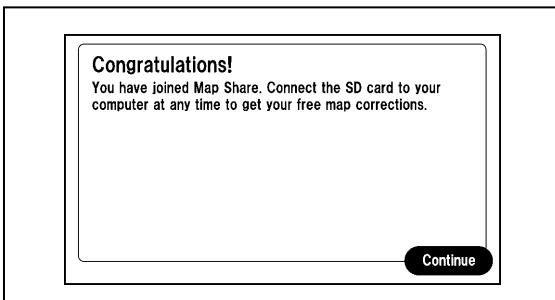 Congratulations!
You have joined Map Share. Connect the SD card to your
computer at any time to get your free map corrections.
Continue